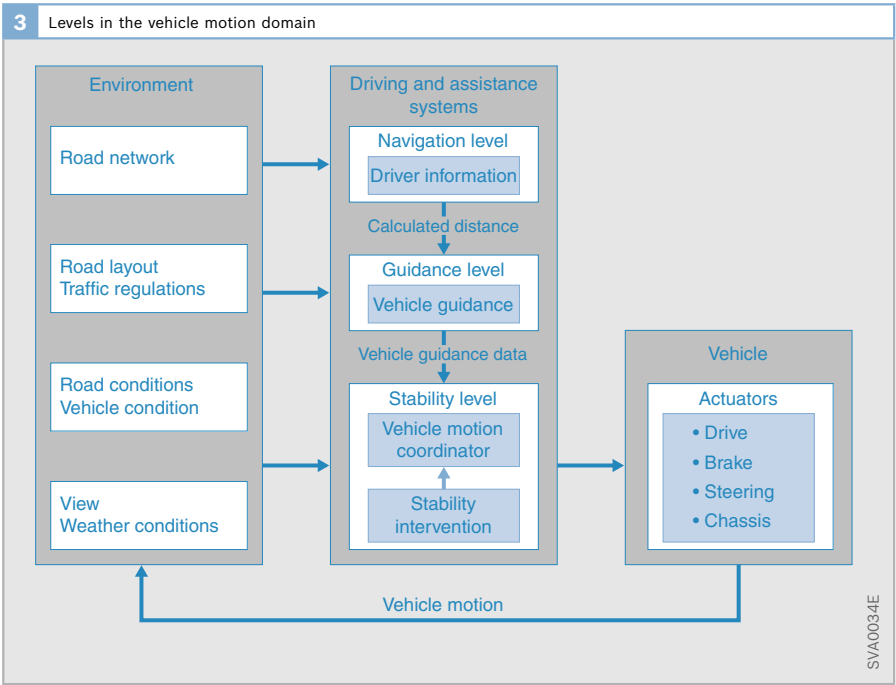 3
Levels in the vehicle motion domain
Environment
Road network
Road layout
Traffic regulations
Road conditions
Vehicle condition
View
Weather conditions
Driving and assistance
systems
Navigation level
Driver information
Calculated distance
Guidance level
Vehicle guidance
Vehicle guidance data
Stability level
Vehicle motion
coordinator
Stability
intervention
Vehicle
Actuators
• Drive
• Brake
• Steering
• Chassis
Vehicle motion
SVA0034E